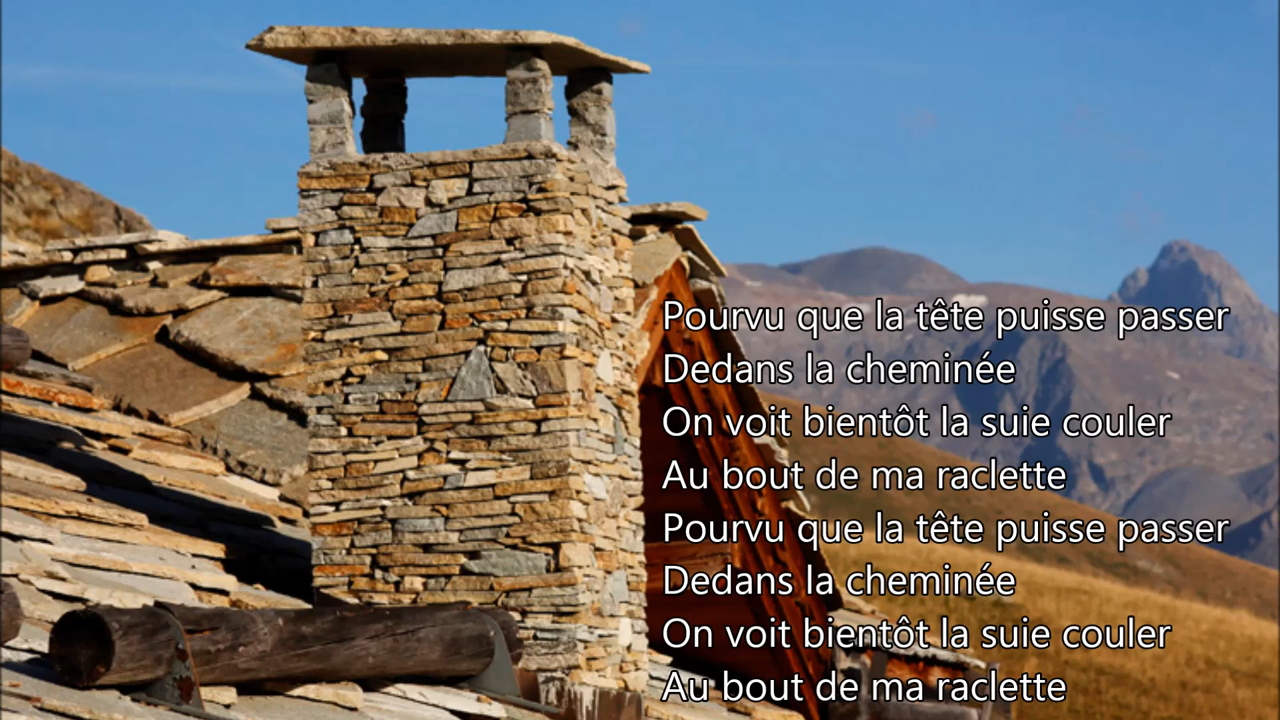 Pourvu que la tête puisse passer
Dedans la cheminée
On voit bientôt la suie couler
Au bout de ma raclette
Pourvu que la tête puisse passer
Dedans la cheminée
On voit bientôt la suie couler
Au bout de ma raclette